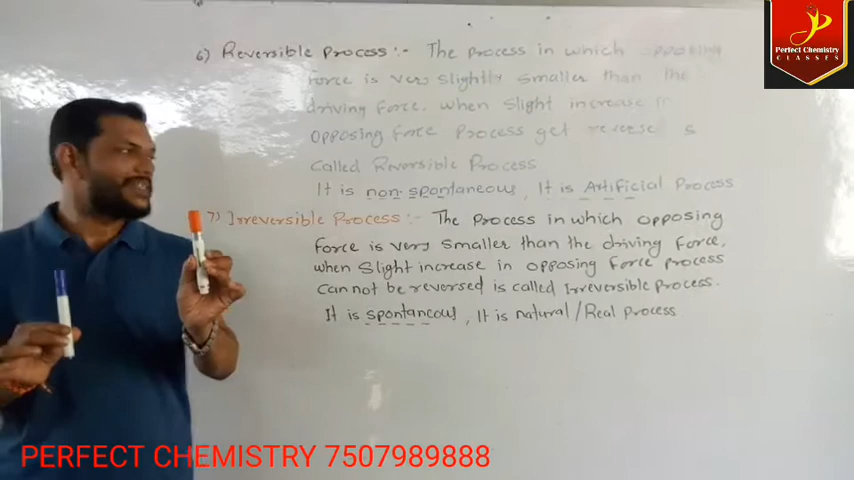 6) Reversible Process :- The process in which opposing
force is very slightly smaller than the
driving force. when slight increase in
opposing force process get reverse s
called Reversible Process
It is non-spontaneous, It is Artificial Process
7) Irreversible Process :- The process in which opposing
force is very smaller than the driving force,
when slight increase in opposing force process
can not be reversed is called Irreversible Process.
It is spontaneous, It is natural/Real Process
Perfect Chemistry
CLASSES
PERFECT CHEMISTRY 7507989888